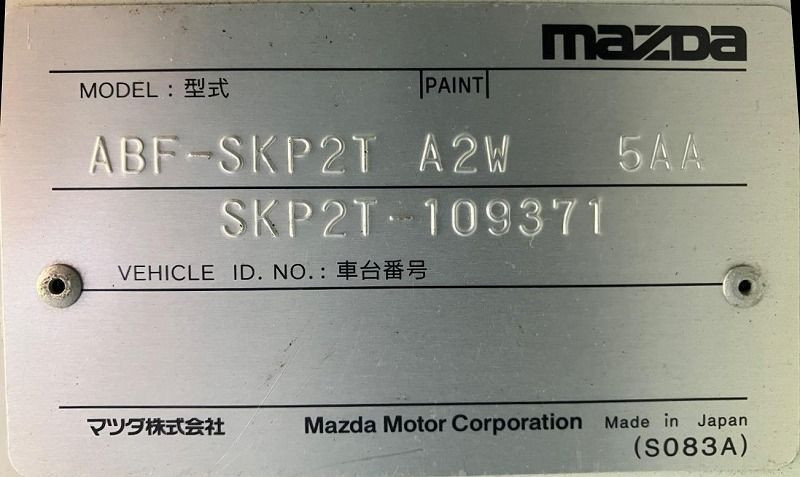 mazda
MODEL : 型式 PAINT
ABF-SKP2T A2W 5AA
SKP2T-109371
VEHICLE ID. NO. : 車台番号
マツダ株式会社 Mazda Motor Corporation Made in Japan
(S083A)